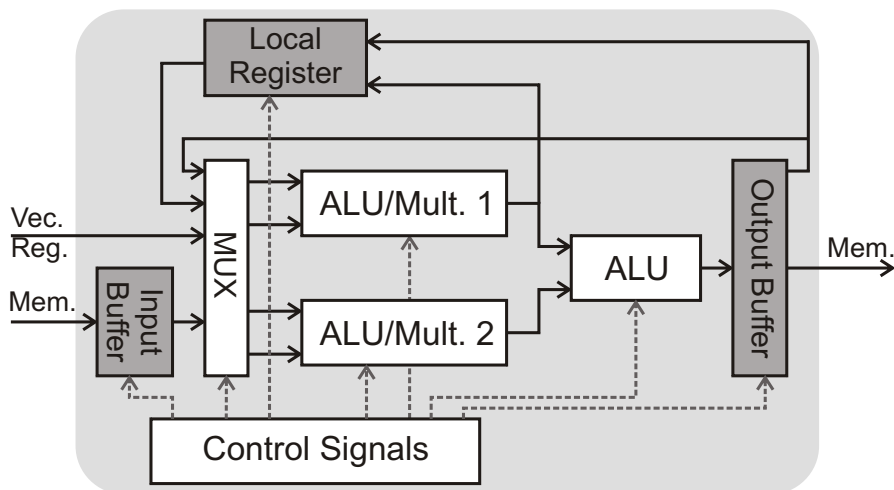 Local
Register
Vec.
Reg.
Mem.
Input
Buffer
MUX
ALU/Mult. 1
ALU/Mult. 2
ALU
Output Buffer
Mem.
Control Signals